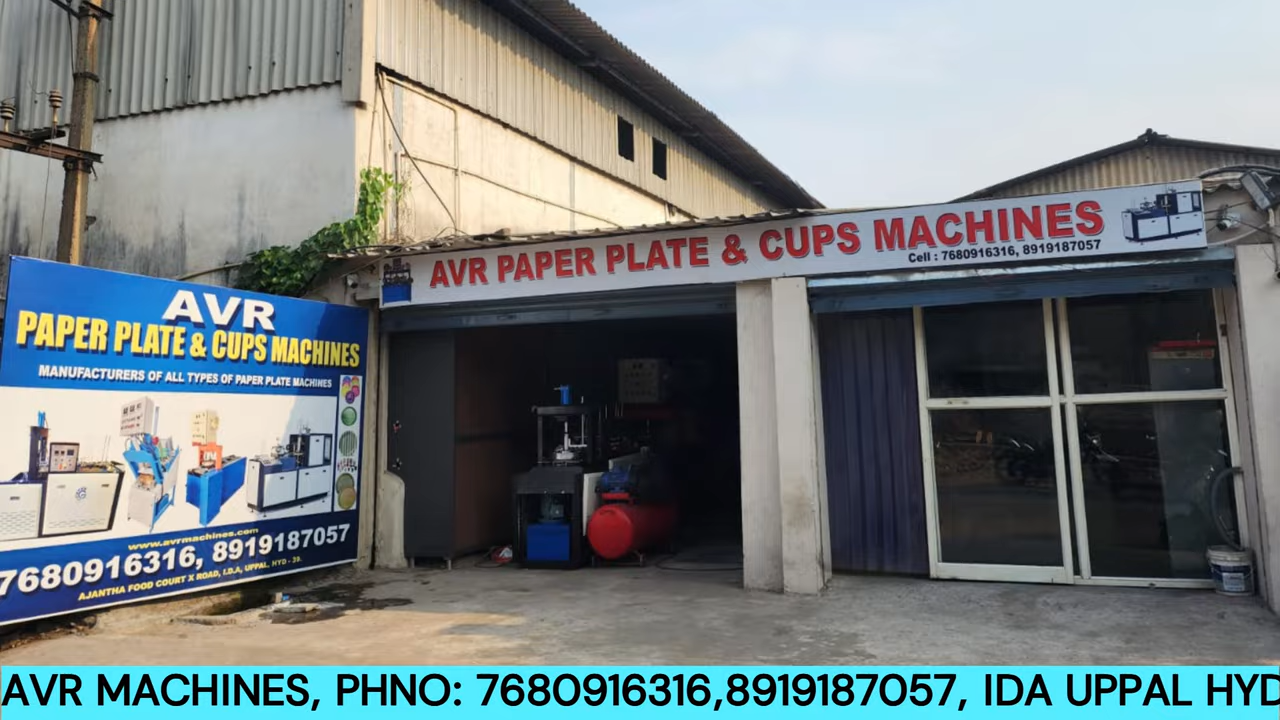 AVR
PAPER PLATE & CUPS MACHINES
MANUFACTURERS OF ALL TYPES OF PAPER PLATE MACHINES
www.avrmachines.com
7680916316, 8919187057
AJANTHA FOOD COURT X ROAD, I.D.A, UPPAL, HYD - 39.
AVR PAPER PLATE & CUPS MACHINES
Cell : 7680916316, 8919187057
AVR MACHINES, PHNO: 7680916316,8919187057, IDA UPPAL HYD